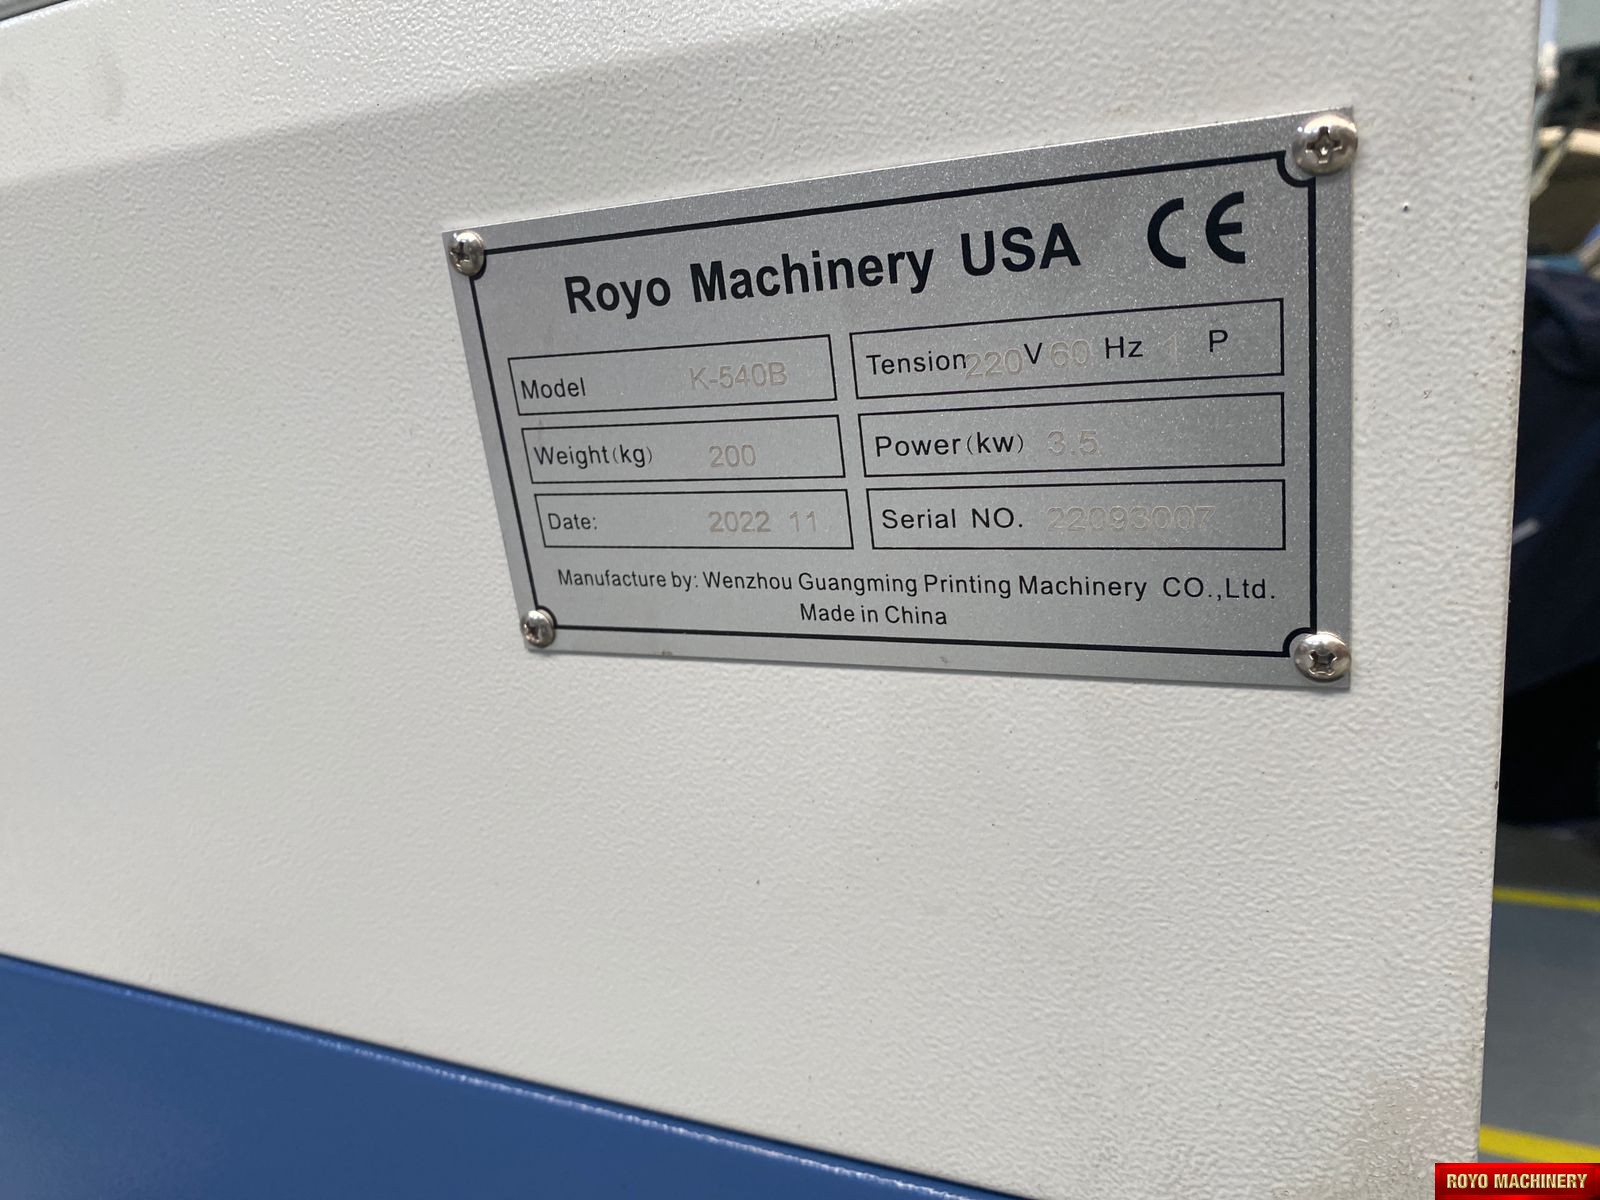 Royo Machinery USA CE
Model K-540B
Tension 220 V 60 Hz 1 P
Weight(kg) 200
Power(kw) 3.5
Date: 2022 11
Serial NO. 22093007
Manufacture by: Wenzhou Guangming Printing Machinery CO.,Ltd.
Made in China
ROYO MACHINERY